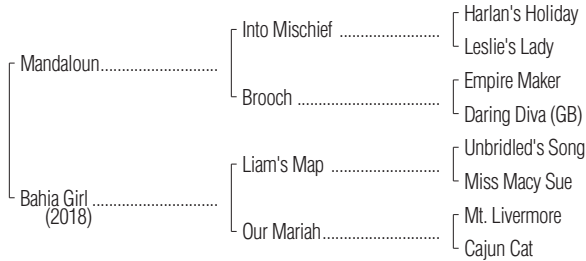 Harlan's Holiday
Into Mischief ....................
Leslie's Lady
Mandaloun........................
Empire Maker
Brooch ............................
Daring Diva (GB)
Unbridled's Song
Liam's Map ......................
Miss Macy Sue
Bahia Girl .........................
(2018)
Mt. Livermore
Our Mariah.......................
Cajun Cat